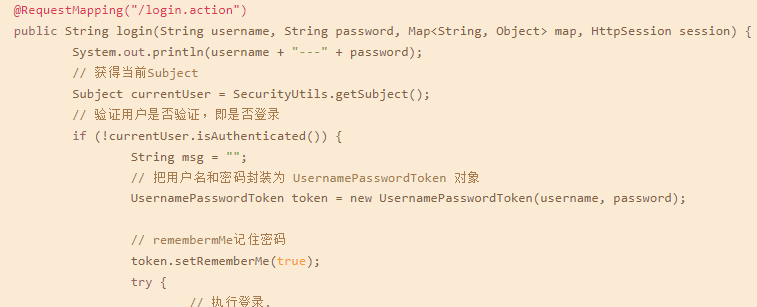 @RequestMapping("/login.action")
public String login(String username, String password, Map<String, Object> map, HttpSession session) {
System.out.println(username + "---" + password);
// 获得当前Subject
Subject currentUser = SecurityUtils.getSubject();
// 验证用户是否验证，即是否登录
if (!currentUser.isAuthenticated()) {
String msg = "";
// 把用户名和密码封装为 UsernamePasswordToken 对象
UsernamePasswordToken token = new UsernamePasswordToken(username, password);
// remembermMe记住密码
token.setRememberMe(true);
try {
// 执行登录.